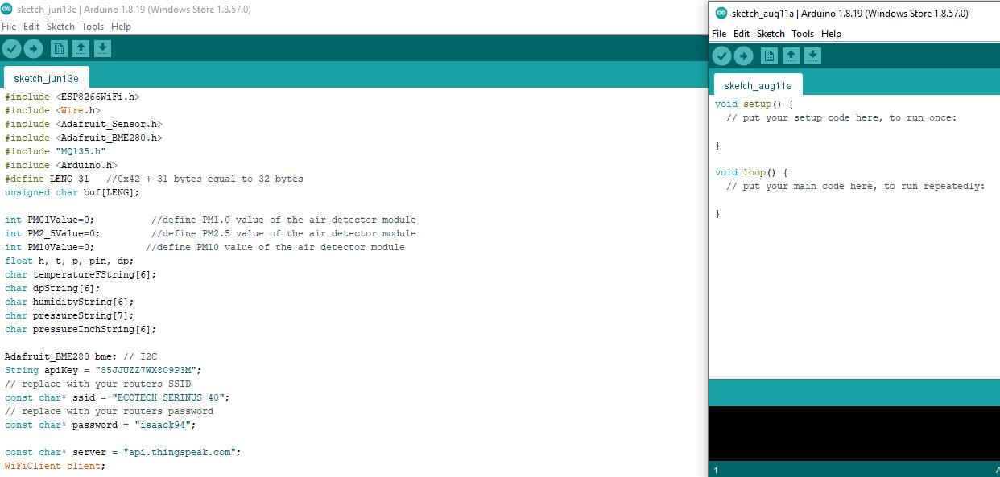 sketch_jun13e | Arduino 1.8.19 (Windows Store 1.8.57.0)
File Edit Sketch Tools Help
sketch_jun13e
#include <ESP8266WiFi.h>
#include <Wire.h>
#include <Adafruit_Sensor.h>
#include <Adafruit_BME280.h>
#include "MQ135.h"
#include <Arduino.h>
#define LENG 31   //0x42 + 31 bytes equal to 32 bytes
unsigned char buf[LENG];
int PM01Value=0;          //define PM1.0 value of the air detector module
int PM2_5Value=0;         //define PM2.5 value of the air detector module
int PM10Value=0;         //define PM10 value of the air detector module
float h, t, p, pin, dp;
char temperatureFString[6];
char dpString[6];
char humidityString[6];
char pressureString[7];
char pressureInchString[6];
Adafruit_BME280 bme; // I2C
String apiKey = "85JJUZZ7WX809P3M";
// replace with your routers SSID
const char* ssid = "ECOTECH SERINUS 40";
// replace with your routers password
const char* password = "isaack94";
const char* server = "api.thingspeak.com";
WiFiClient client;
sketch_aug11a | Arduino 1.8.19 (Windows Store 1.8.57.0)
File Edit Sketch Tools Help
sketch_aug11a
void setup() {
  // put your setup code here, to run once:
}
void loop() {
  // put your main code here, to run repeatedly:
}
1